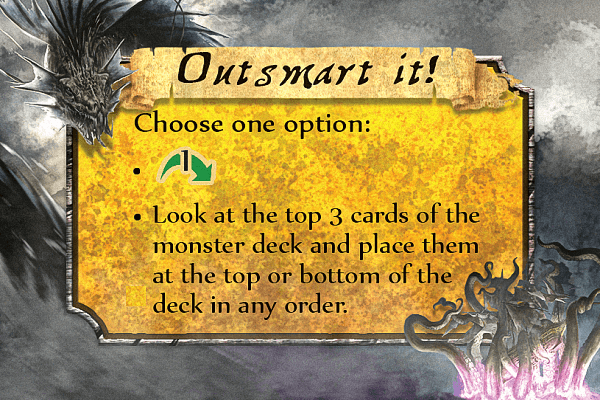 Outsmart it!
Choose one option:
• 1
• Look at the top 3 cards of the
monster deck and place them
at the top or bottom of the
deck in any order.